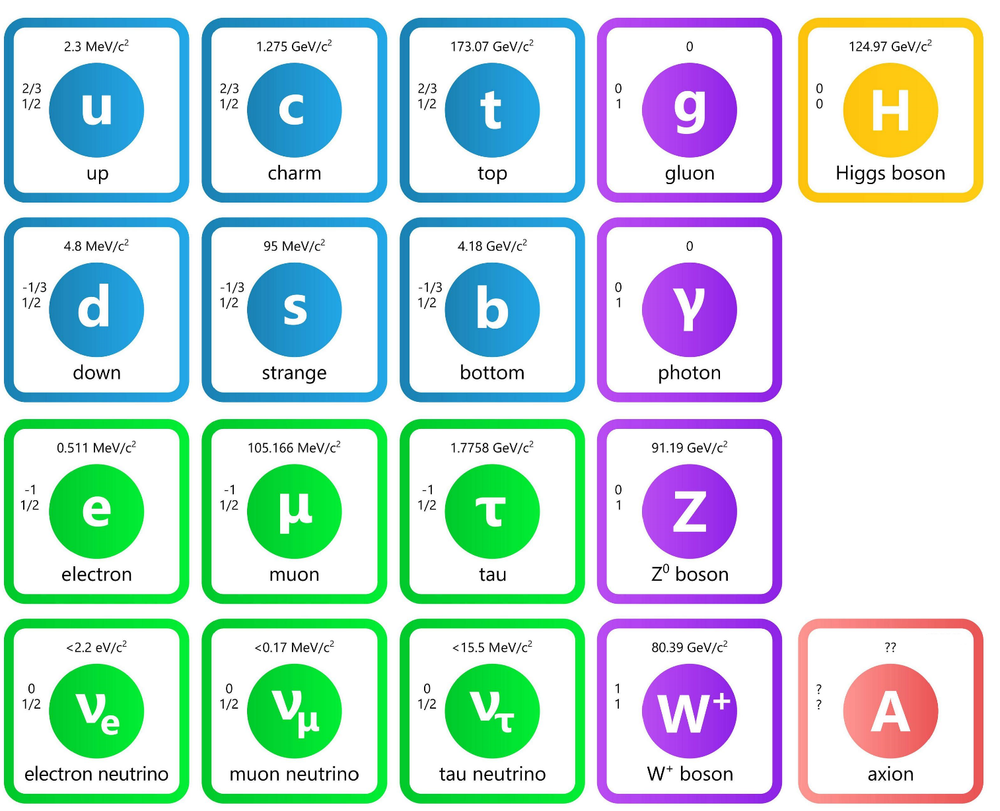 2.3 MeV/c²
2/3
1/2
u
up
1.275 GeV/c²
2/3
1/2
c
charm
173.07 GeV/c²
2/3
1/2
t
top
0
0
1
g
gluon
124.97 GeV/c²
0
0
H
Higgs boson
4.8 MeV/c²
-1/3
1/2
d
down
95 MeV/c²
-1/3
1/2
s
strange
4.18 GeV/c²
-1/3
1/2
b
bottom
0
0
1
γ
photon
0.511 MeV/c²
-1
1/2
e
electron
105.166 MeV/c²
-1
1/2
μ
muon
1.7758 GeV/c²
-1
1/2
τ
tau
91.19 GeV/c²
0
1
Z
Z⁰ boson
<2.2 eV/c²
0
1/2
νe
electron neutrino
<0.17 MeV/c²
0
1/2
νμ
muon neutrino
<15.5 MeV/c²
0
1/2
ντ
tau neutrino
80.39 GeV/c²
1
1
W⁺
W⁺ boson
??
?
?
A
axion